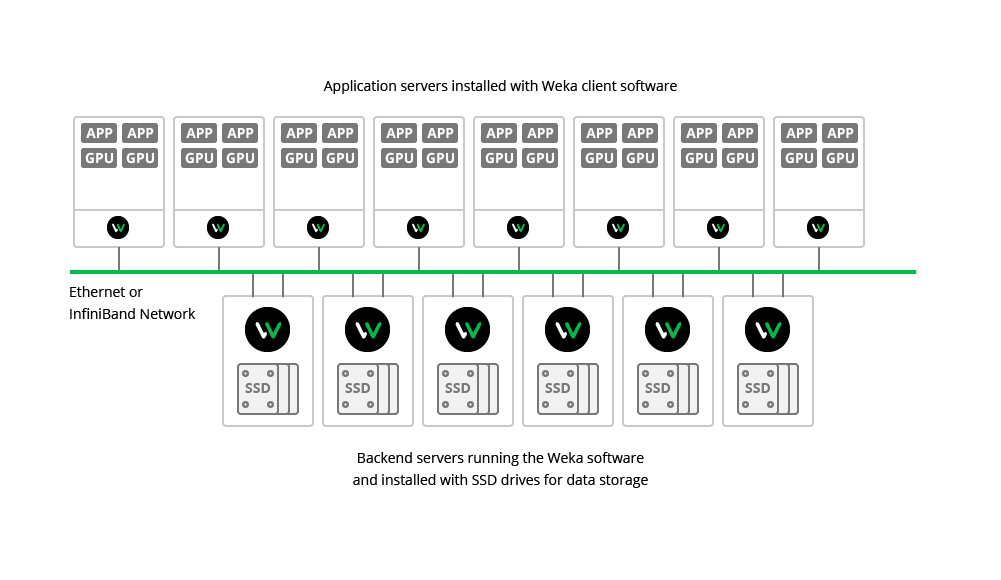 Application servers installed with Weka client software
APP APP APP APP APP APP APP APP APP APP APP APP APP APP APP APP
GPU GPU GPU GPU GPU GPU GPU GPU GPU GPU GPU GPU GPU GPU GPU GPU
Ethernet or
InfiniBand Network
SSD SSD SSD SSD SSD SSD
Backend servers running the Weka software
and installed with SSD drives for data storage